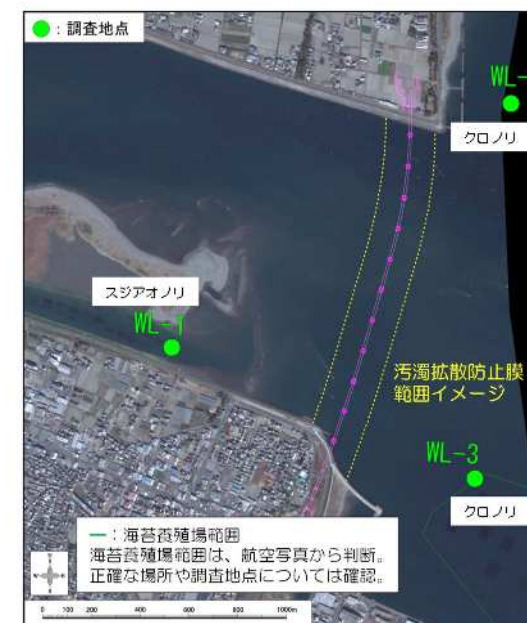 ：調査地点
WL-
クロノリ
スジアオノリ
WL-1
汚濁拡散防止膜
範囲イメージ
WL-3
クロノリ
：海苔養殖場範囲
海苔養殖場範囲は、航空写真から判断。
正確な場所や調査地点については確認。
0 100 200 400 600 800 1000m